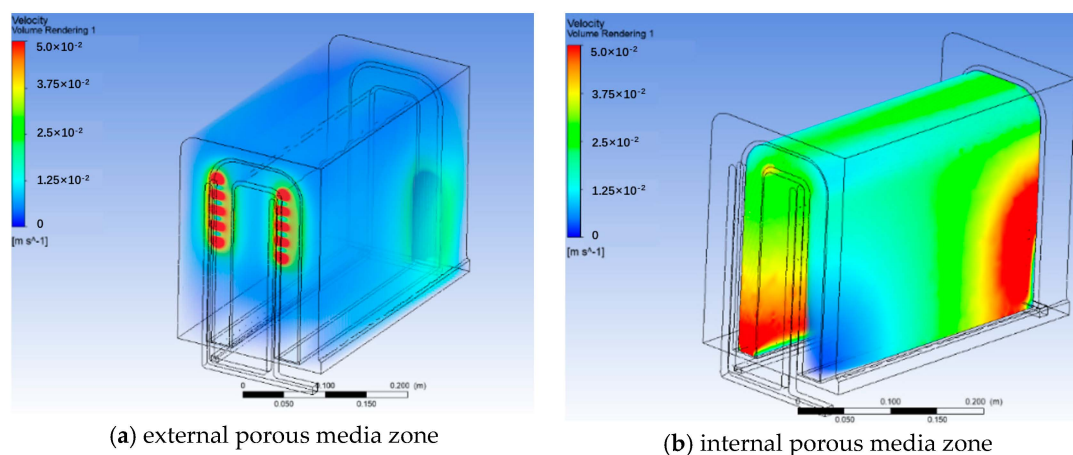 Velocity
Volume Rendering 1
5.0×10⁻²
3.75×10⁻²
2.5×10⁻²
1.25×10⁻²
0
[m s^-1]
0 0.100 0.200 (m)
0.050 0.150
(a) external porous media zone
Velocity
Volume Rendering 1
5.0×10⁻²
3.75×10⁻²
2.5×10⁻²
1.25×10⁻²
0
[m s^-1]
0 0.100 0.200 (m)
0.050 0.150
(b) internal porous media zone